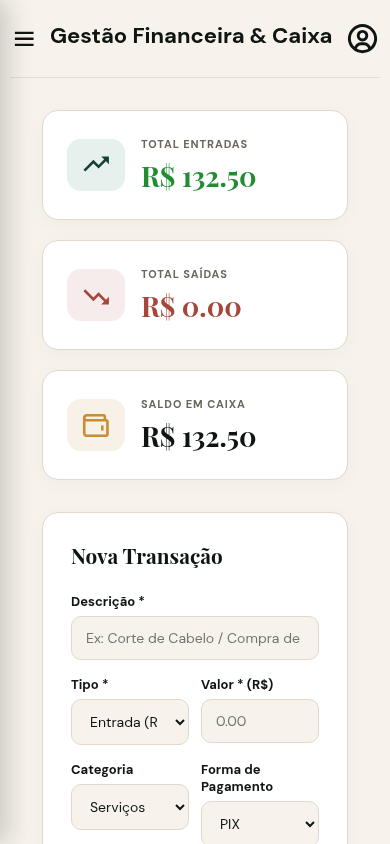 Gestão Financeira & Caixa
TOTAL ENTRADAS
R$ 132.50
TOTAL SAÍDAS
R$ 0.00
SALDO EM CAIXA
R$ 132.50
Nova Transação
Descrição *
Ex: Corte de Cabelo / Compra de
Tipo *
Valor * (R$)
Entrada (R
0.00
Categoria
Forma de
Pagamento
Serviços
PIX